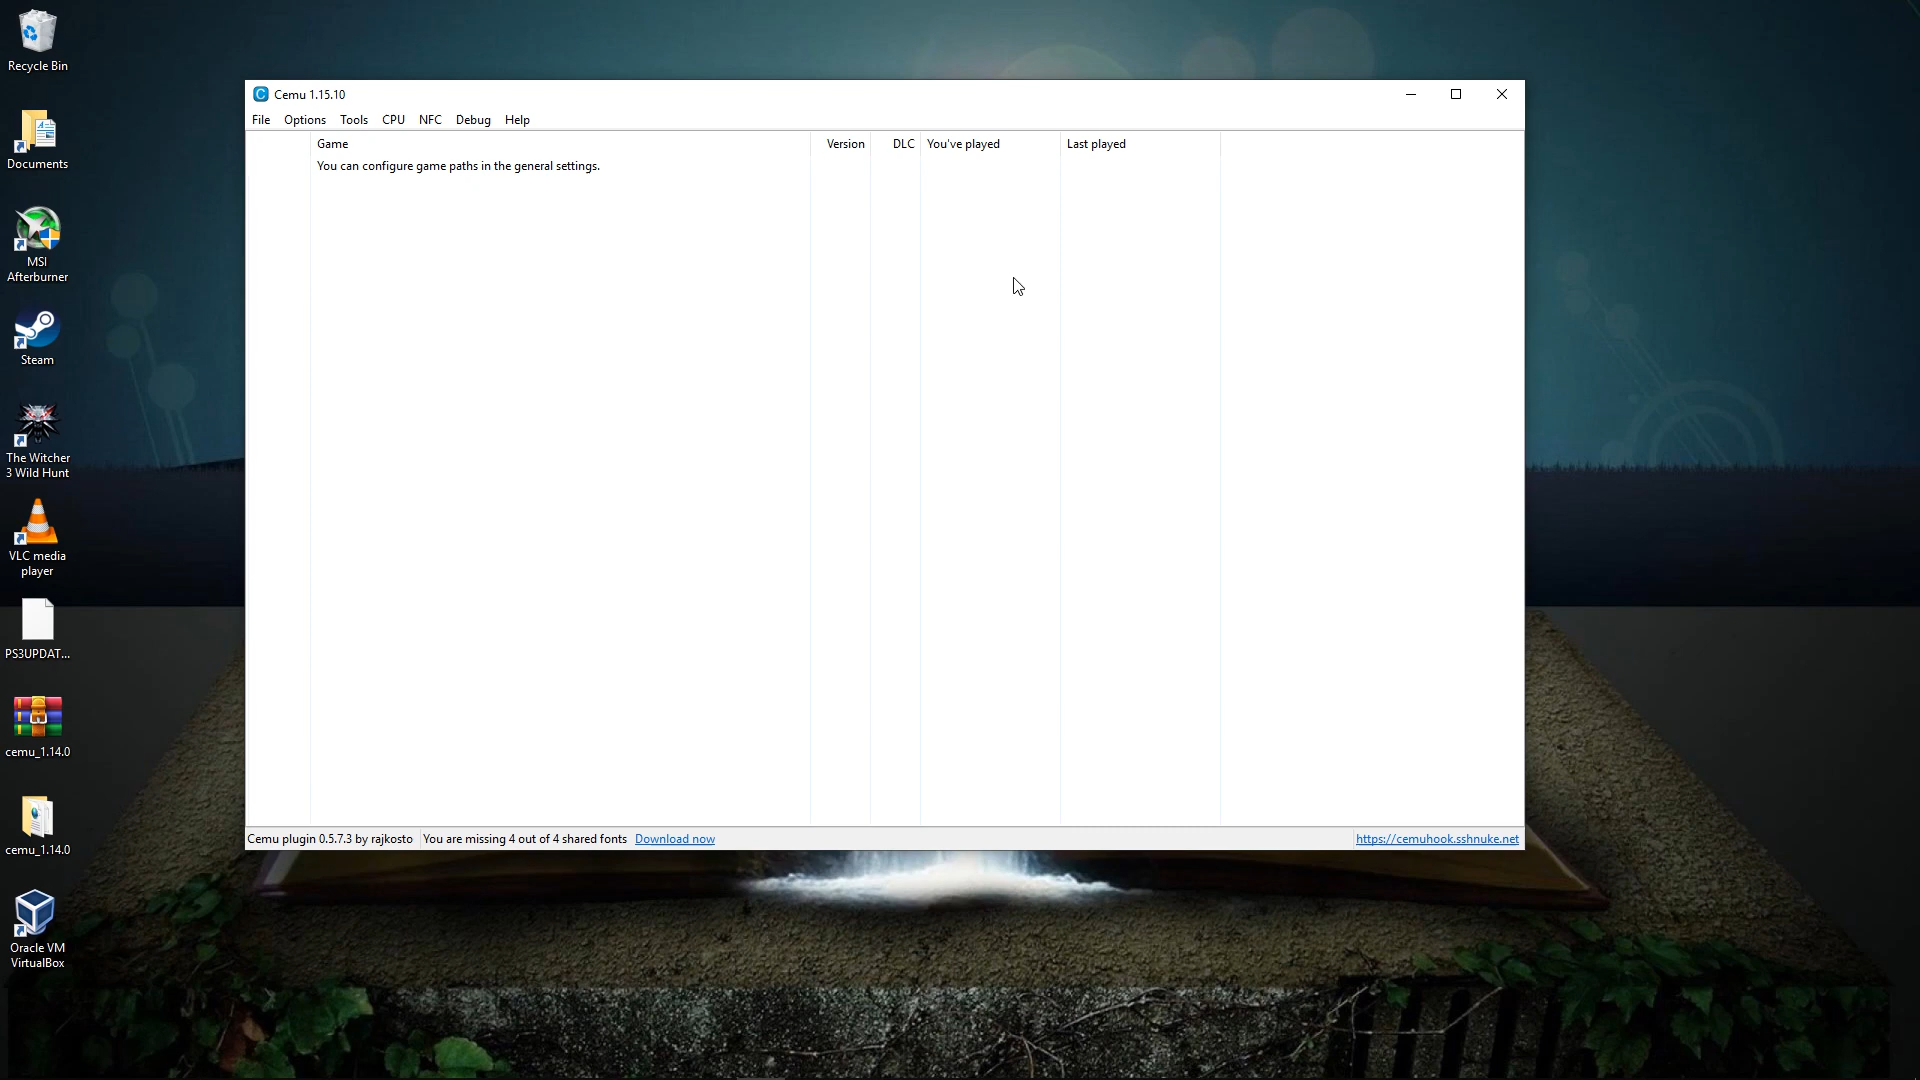 Recycle Bin
Documents
MSI
Afterburner
Steam
The Witcher
3 Wild Hunt
VLC media
player
PS3UPDAT...
cemu_1.14.0
cemu_1.14.0
Oracle VM
VirtualBox
Cemu 1.15.10
File Options Tools CPU NFC Debug Help
Game Version DLC You've played Last played
You can configure game paths in the general settings.
Cemu plugin 0.5.7.3 by rajkosto You are missing 4 out of 4 shared fonts Download now https://cemuhook.sshnuke.net